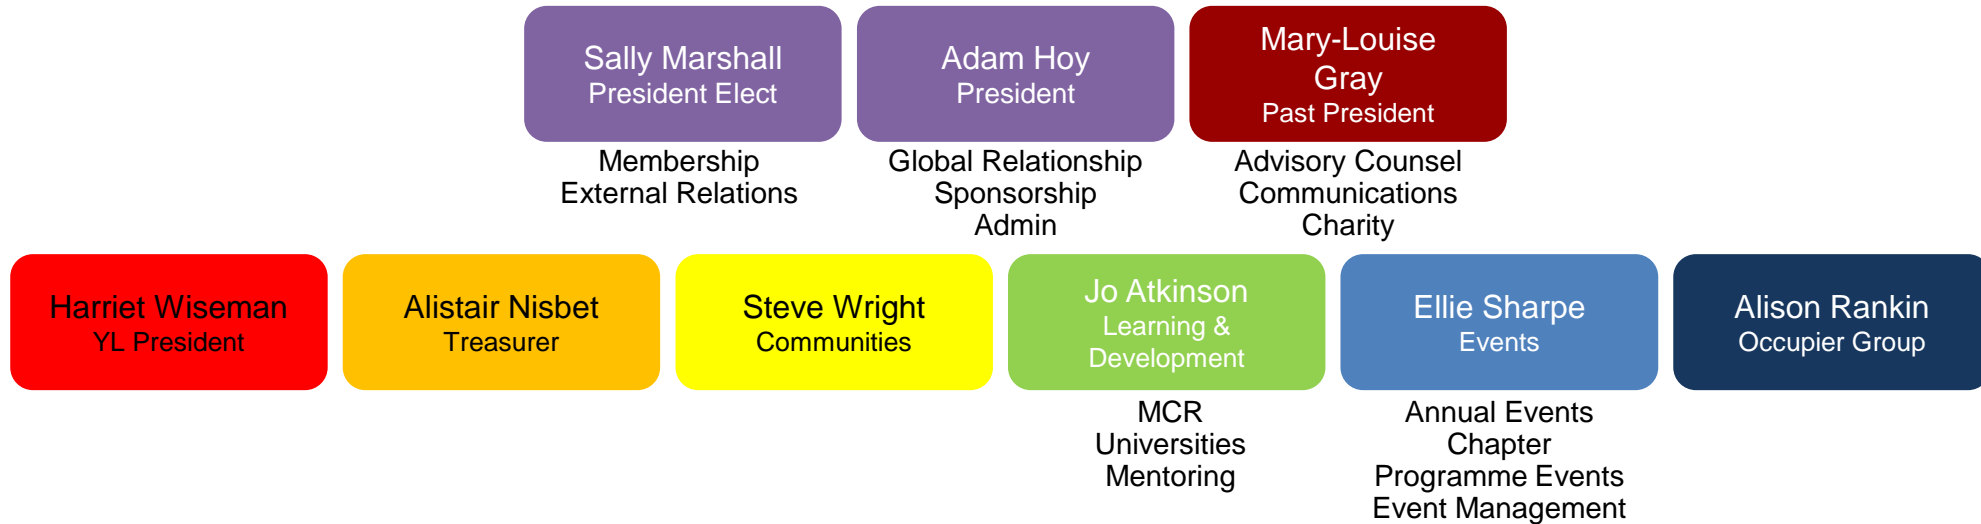 Sally Marshall
President Elect
Adam Hoy
President
Mary-Louise
Gray
Past President
Membership
External Relations
Global Relationship
Sponsorship
Admin
Advisory Counsel
Communications
Charity
Harriet Wiseman
YL President
Alistair Nisbet
Treasurer
Steve Wright
Communities
Jo Atkinson
Learning &
Development
Ellie Sharpe
Events
Alison Rankin
Occupier Group
MCR
Universities
Mentoring
Annual Events
Chapter
Programme Events
Event Management